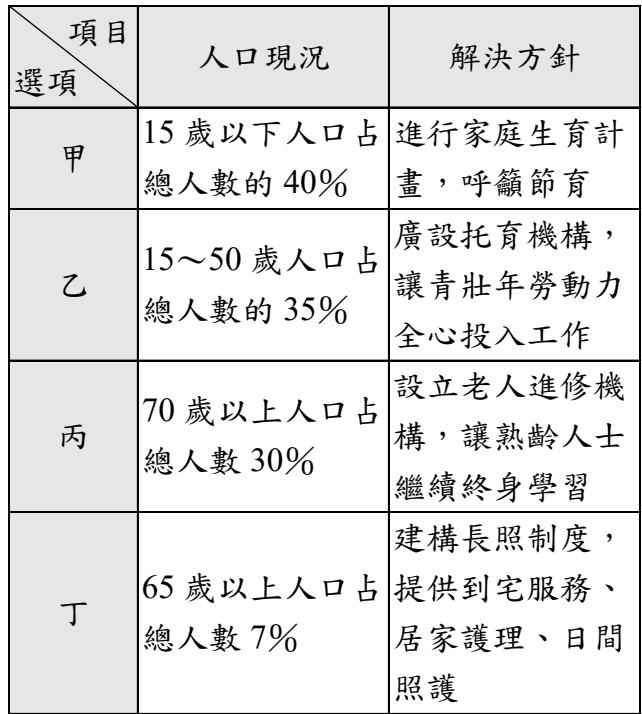 項目
選項
人口現況
解決方針
甲
15 歲以下人口占
總人數的 40％
進行家庭生育計
畫，呼籲節育
乙
15～50 歲人口占
總人數的 35％
廣設托育機構，
讓青壯年勞動力
全心投入工作
丙
70 歲以上人口占
總人數 30％
設立老人進修機
構，讓熟齡人士
繼續終身學習
丁
65 歲以上人口占
總人數 7％
建構長照制度，
提供到宅服務、
居家護理、日間
照護